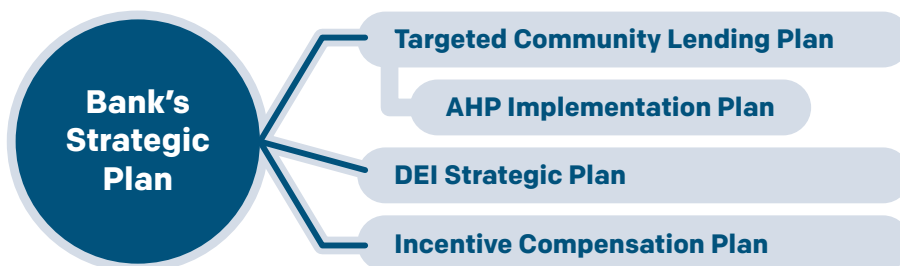 Bank's
Strategic
Plan
Targeted Community Lending Plan
AHP Implementation Plan
DEI Strategic Plan
Incentive Compensation Plan